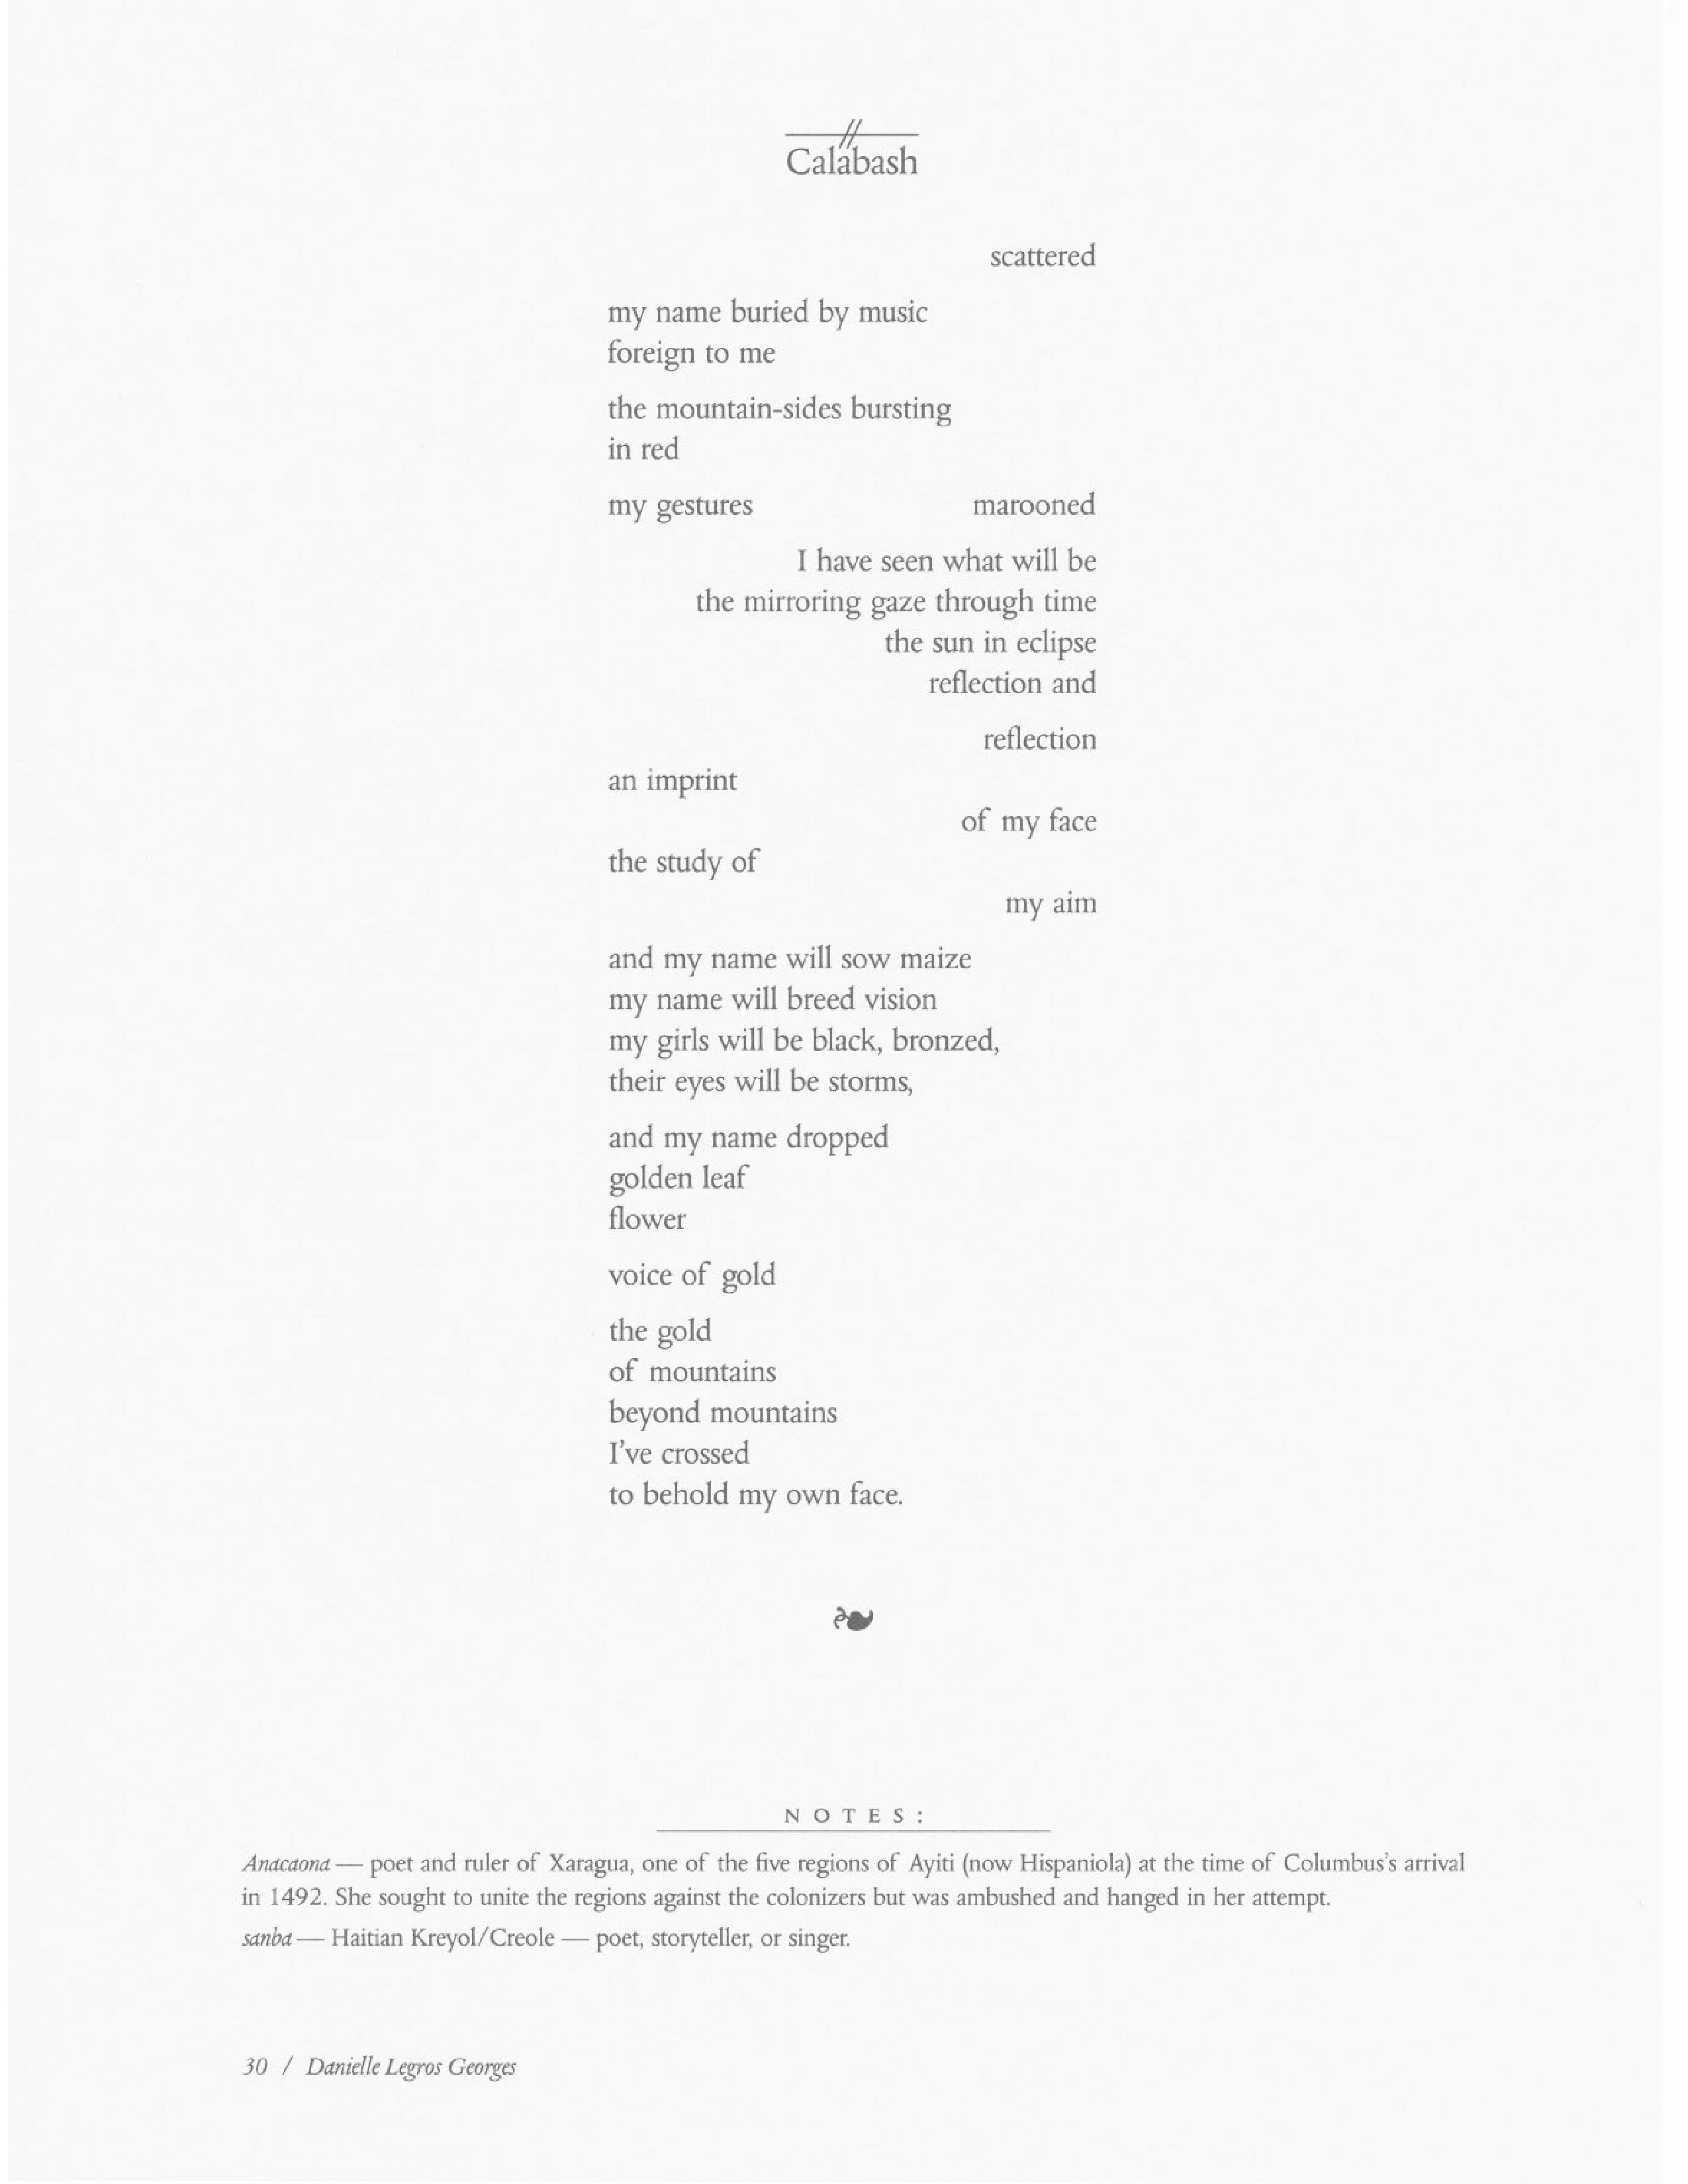 Calabash
scattered
my name buried by music
foreign to me
the mountain-sides bursting
in red
my gestures marooned
I have seen what will be
the mirroring gaze through time
the sun in eclipse
reflection and
reflection
an imprint
of my face
the study of
my aim
and my name will sow maize
my name will breed vision
my girls will be black, bronzed,
their eyes will be storms,
and my name dropped
golden leaf
flower
voice of gold
the gold
of mountains
beyond mountains
I've crossed
to behold my own face.
NOTES:
Anacaona — poet and ruler of Xaragua, one of the five regions of Ayiti (now Hispaniola) at the time of Columbus's arrival
in 1492. She sought to unite the regions against the colonizers but was ambushed and hanged in her attempt.
sanba — Haitian Kreyol/Creole — poet, storyteller, or singer.
30 / Danielle Legros Georges